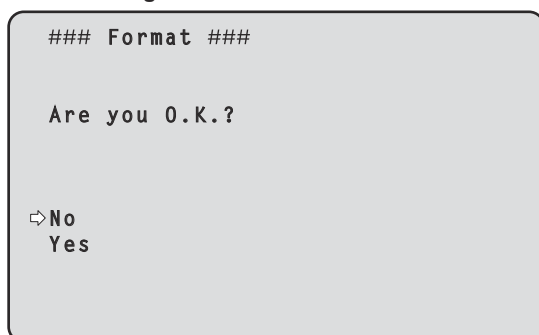 ### Format ###
Are you O.K.?
⇨No
Yes